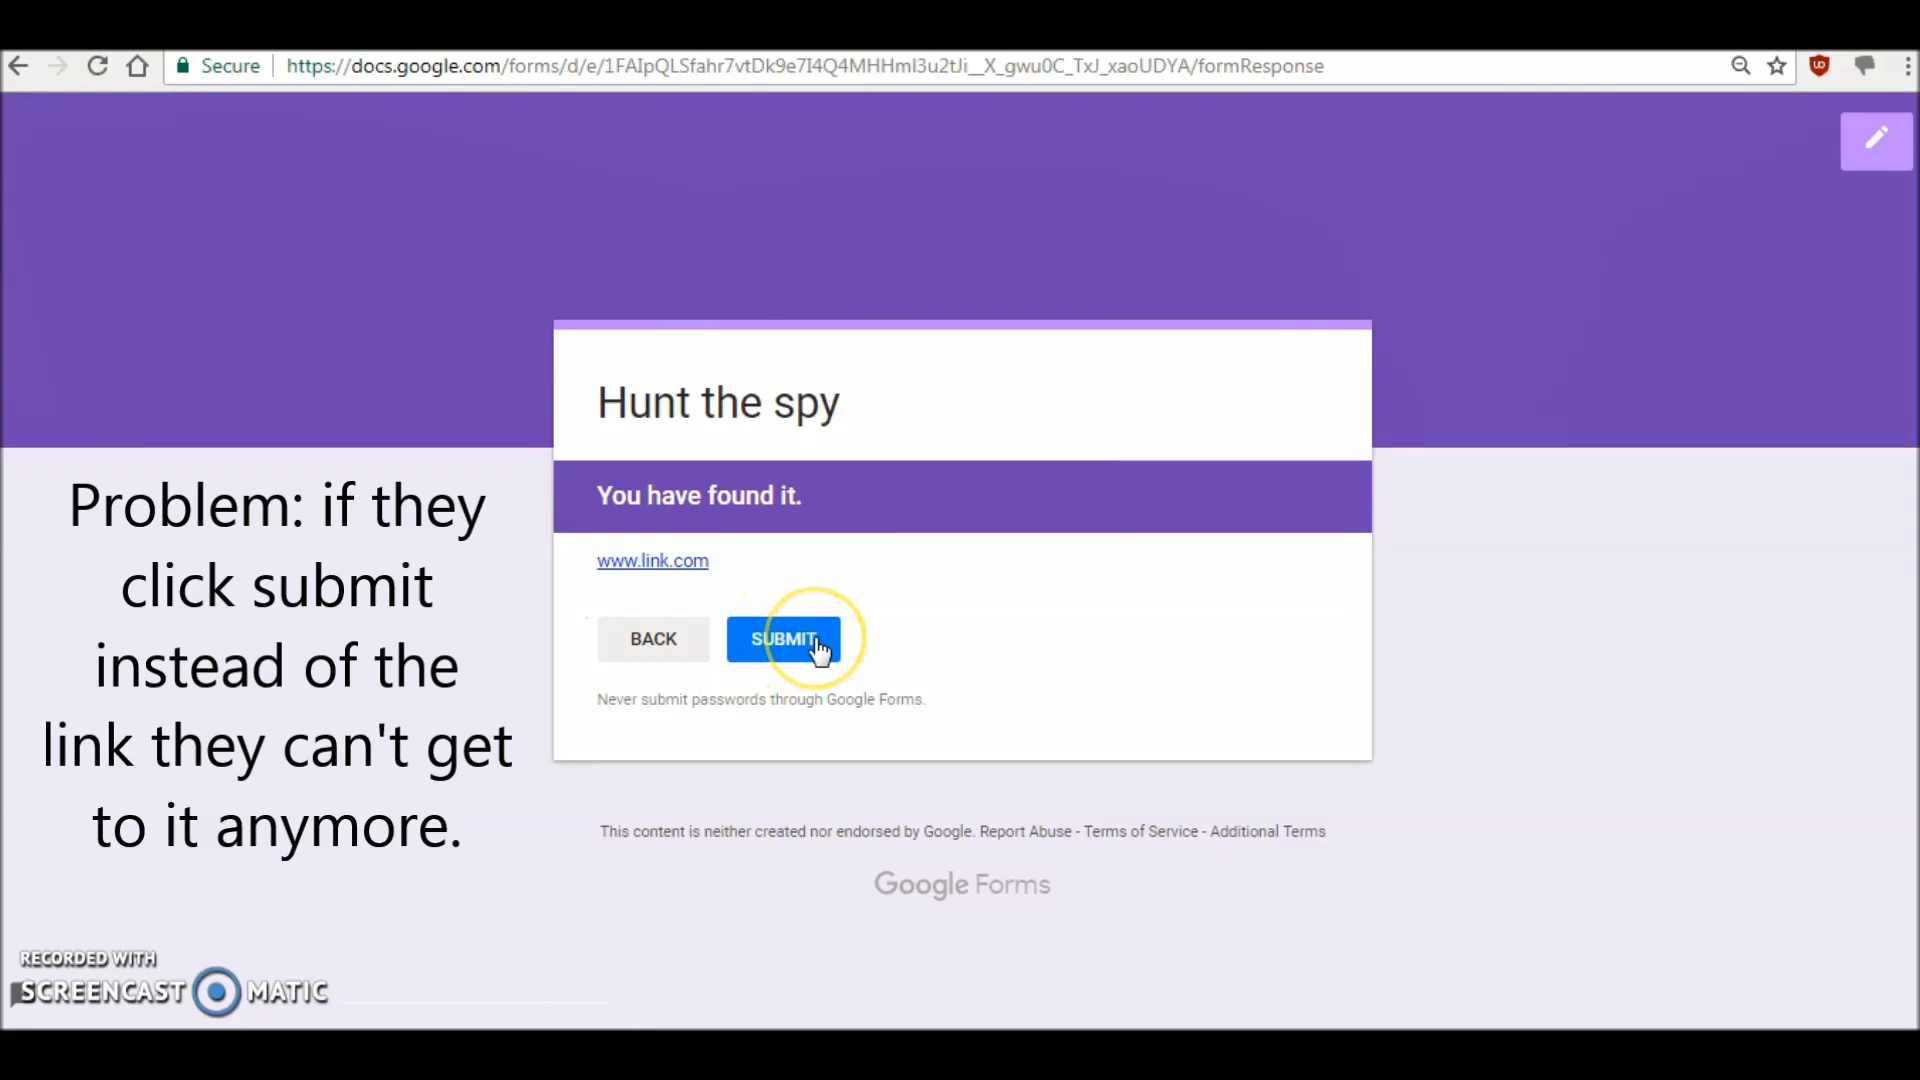 Secure
https://docs.google.com/forms/d/e/1FAIpQLSfahr7vtDk9e7I4Q4MHHmI3u2tJi__X_gwu0C_TxJ_xaoUDYA/formResponse
Hunt the spy
You have found it.
www.link.com
BACK
SUBMIT
Never submit passwords through Google Forms.
Problem: if they
click submit
instead of the
link they can't get
to it anymore.
This content is neither created nor endorsed by Google. Report Abuse - Terms of Service - Additional Terms
Google Forms
RECORDED WITH
SCREENCAST MATIC